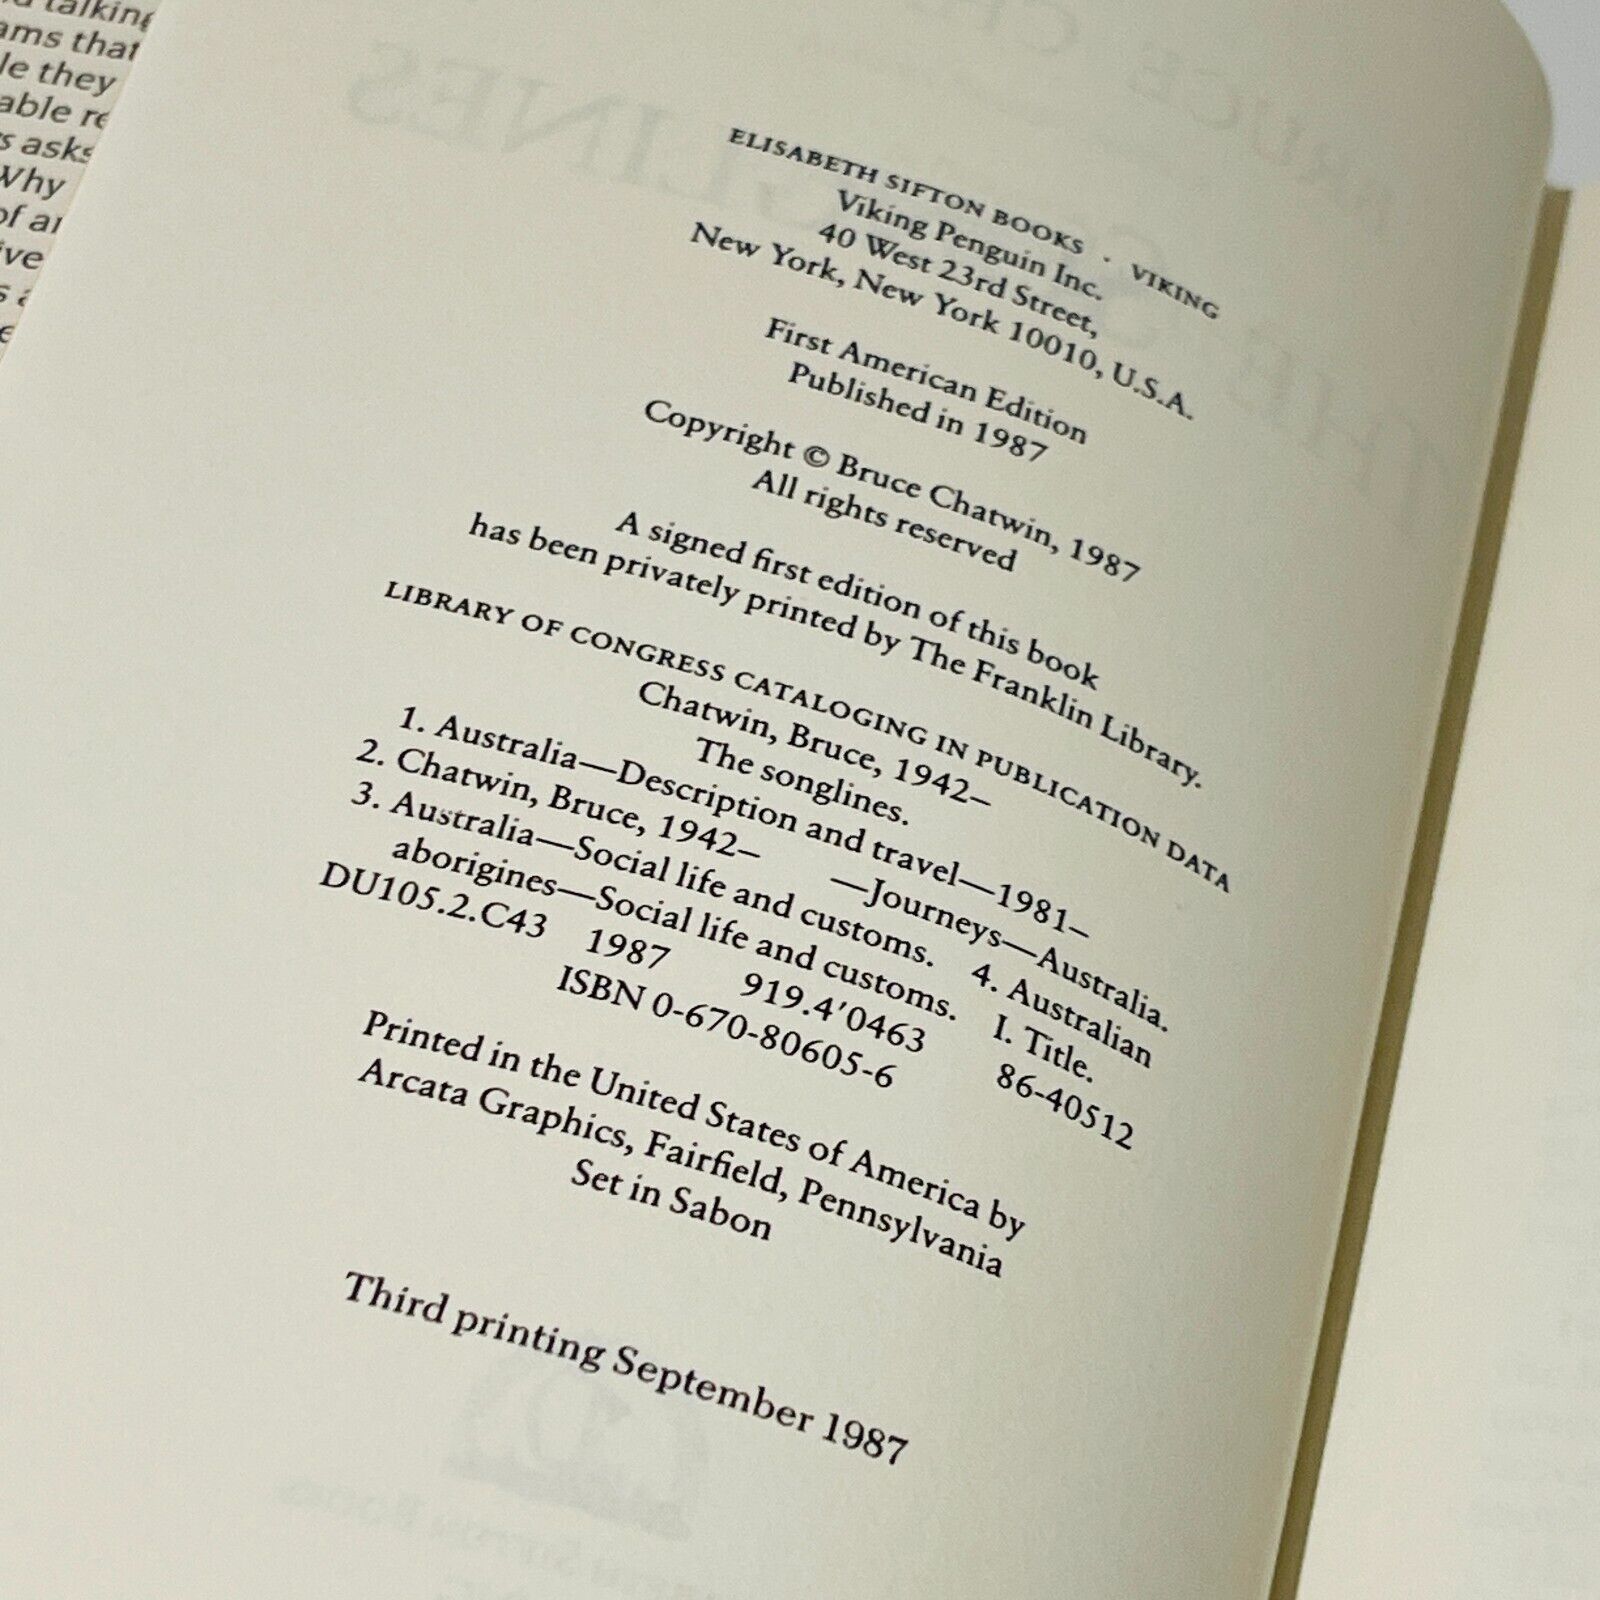 talking
ams that
le they
able re
s asks
Why
of a
ive
ELISABETH SIFTON BOOKS · VIKING
Viking Penguin Inc.
40 West 23rd Street,
New York, New York 10010, U.S.A.
First American Edition
Published in 1987
Copyright © Bruce Chatwin, 1987
All rights reserved
A signed first edition of this book
has been privately printed by The Franklin Library.
LIBRARY OF CONGRESS CATALOGING IN PUBLICATION DATA
Chatwin, Bruce, 1942–
The songlines.
1. Australia—Description and travel—1981–
2. Chatwin, Bruce, 1942– —Journeys—Australia.
3. Australia—Social life and customs. 4. Australian
aborigines—Social life and customs. I. Title.
DU105.2.C43 1987 919.4′0463 86-40512
ISBN 0-670-80605-6
Printed in the United States of America by
Arcata Graphics, Fairfield, Pennsylvania
Set in Sabon
Third printing September 1987